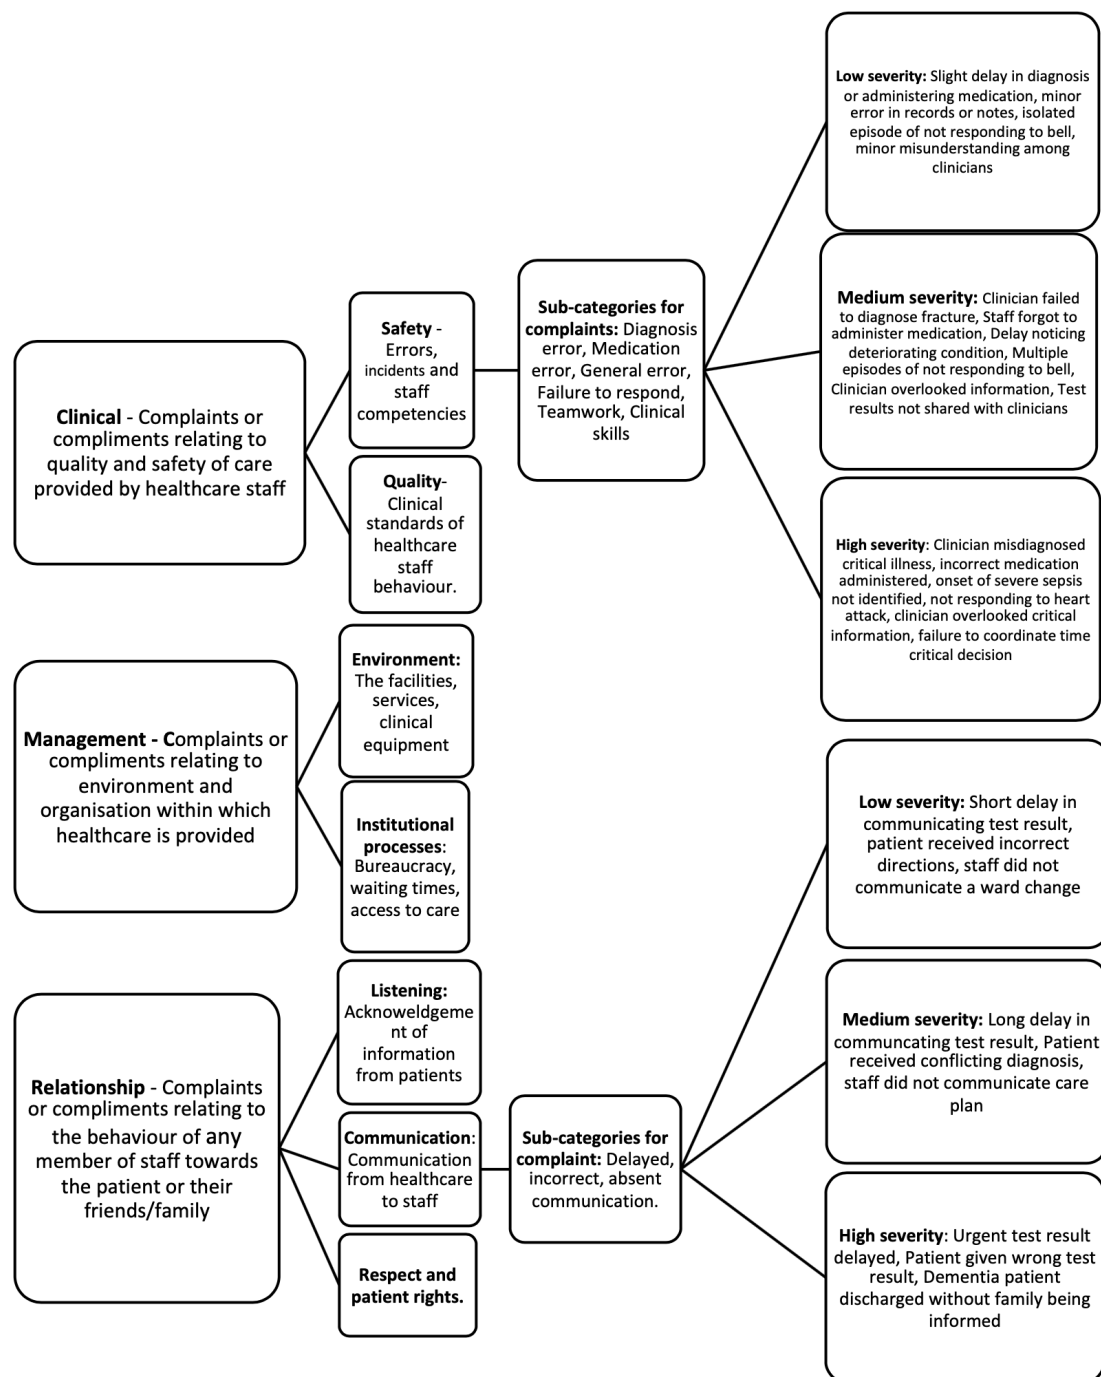 Clinical - Complaints or
compliments relating to
quality and safety of care
provided by healthcare staff
Safety -
Errors,
incidents and
staff
competencies
Quality-
Clinical
standards of
healthcare
staff
behaviour.
Sub-categories for
complaints: Diagnosis
error, Medication
error, General error,
Failure to respond,
Teamwork, Clinical
skills
Low severity: Slight delay in diagnosis
or administering medication, minor
error in records or notes, isolated
episode of not responding to bell,
minor misunderstanding among
clinicians
Medium severity: Clinician failed
to diagnose fracture, Staff forgot to
administer medication, Delay noticing
deteriorating condition, Multiple
episodes of not responding to bell,
Clinician overlooked information, Test
results not shared with clinicians
High severity: Clinician misdiagnosed
critical illness, incorrect medication
administered, onset of severe sepsis
not identified, not responding to heart
attack, clinician overlooked critical
information, failure to coordinate time
critical decision
Management - Complaints or
compliments relating to
environment and
organisation within which
healthcare is provided
Environment:
The facilities,
services,
clinical
equipment
Institutional
processes:
Bureaucracy,
waiting times,
access to care
Relationship - Complaints
or compliments relating to
the behaviour of any
member of staff towards
the patient or their
friends/family
Listening:
Acknoweldgeme
nt of
information
from patients
Communication:
Communication
from healthcare
to staff
Respect and
patient rights.
Sub-categories for
complaint: Delayed,
incorrect, absent
communication.
Low severity: Short delay in
communicating test result,
patient received incorrect
directions, staff did not
communicate a ward change
Medium severity: Long delay in
communcating test result, Patient
received conflicting diagnosis,
staff did not communicate care
plan
High severity: Urgent test result
delayed, Patient given wrong test
result, Dementia patient
discharged without family being
informed